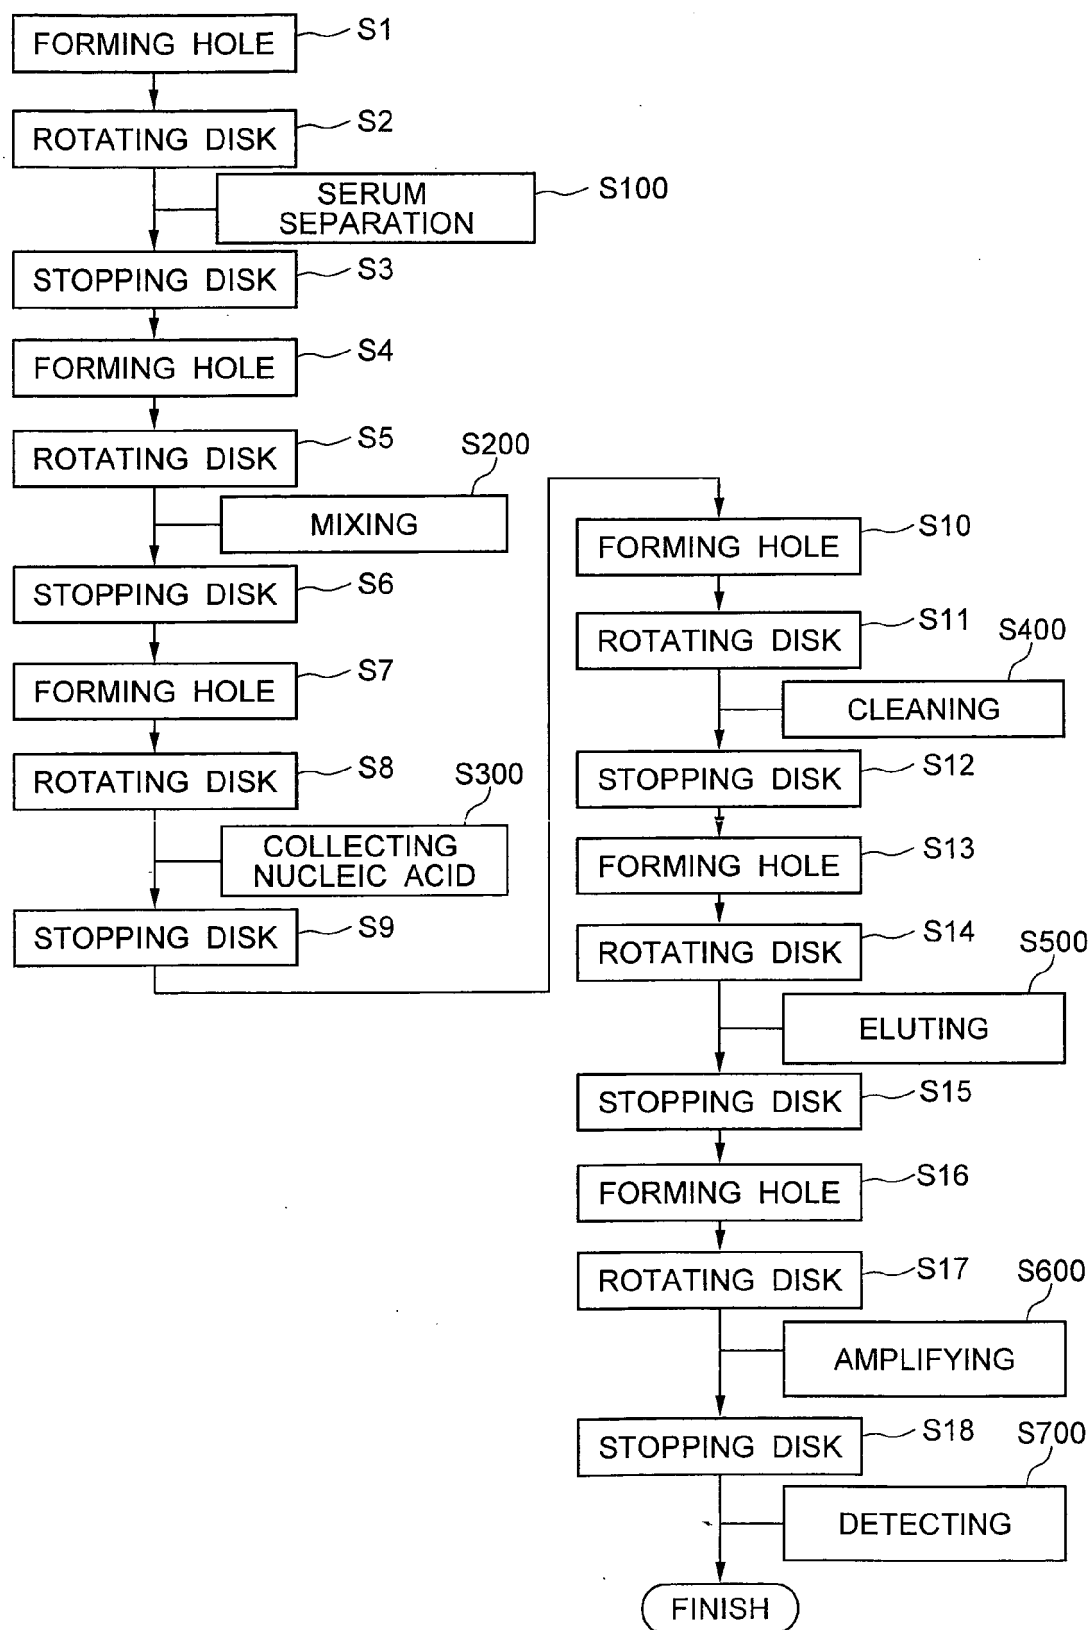 FORMING HOLE S1
ROTATING DISK S2
SERUM
SEPARATION S100
STOPPING DISK S3
FORMING HOLE S4
ROTATING DISK S5
S200
MIXING
STOPPING DISK S6
FORMING HOLE S7
ROTATING DISK S8
S300
COLLECTING
NUCLEIC ACID
STOPPING DISK S9
FORMING HOLE S10
ROTATING DISK S11
S400
CLEANING
STOPPING DISK S12
FORMING HOLE S13
ROTATING DISK S14
S500
ELUTING
STOPPING DISK S15
FORMING HOLE S16
ROTATING DISK S17
S600
AMPLIFYING
STOPPING DISK S18
S700
DETECTING
FINISH